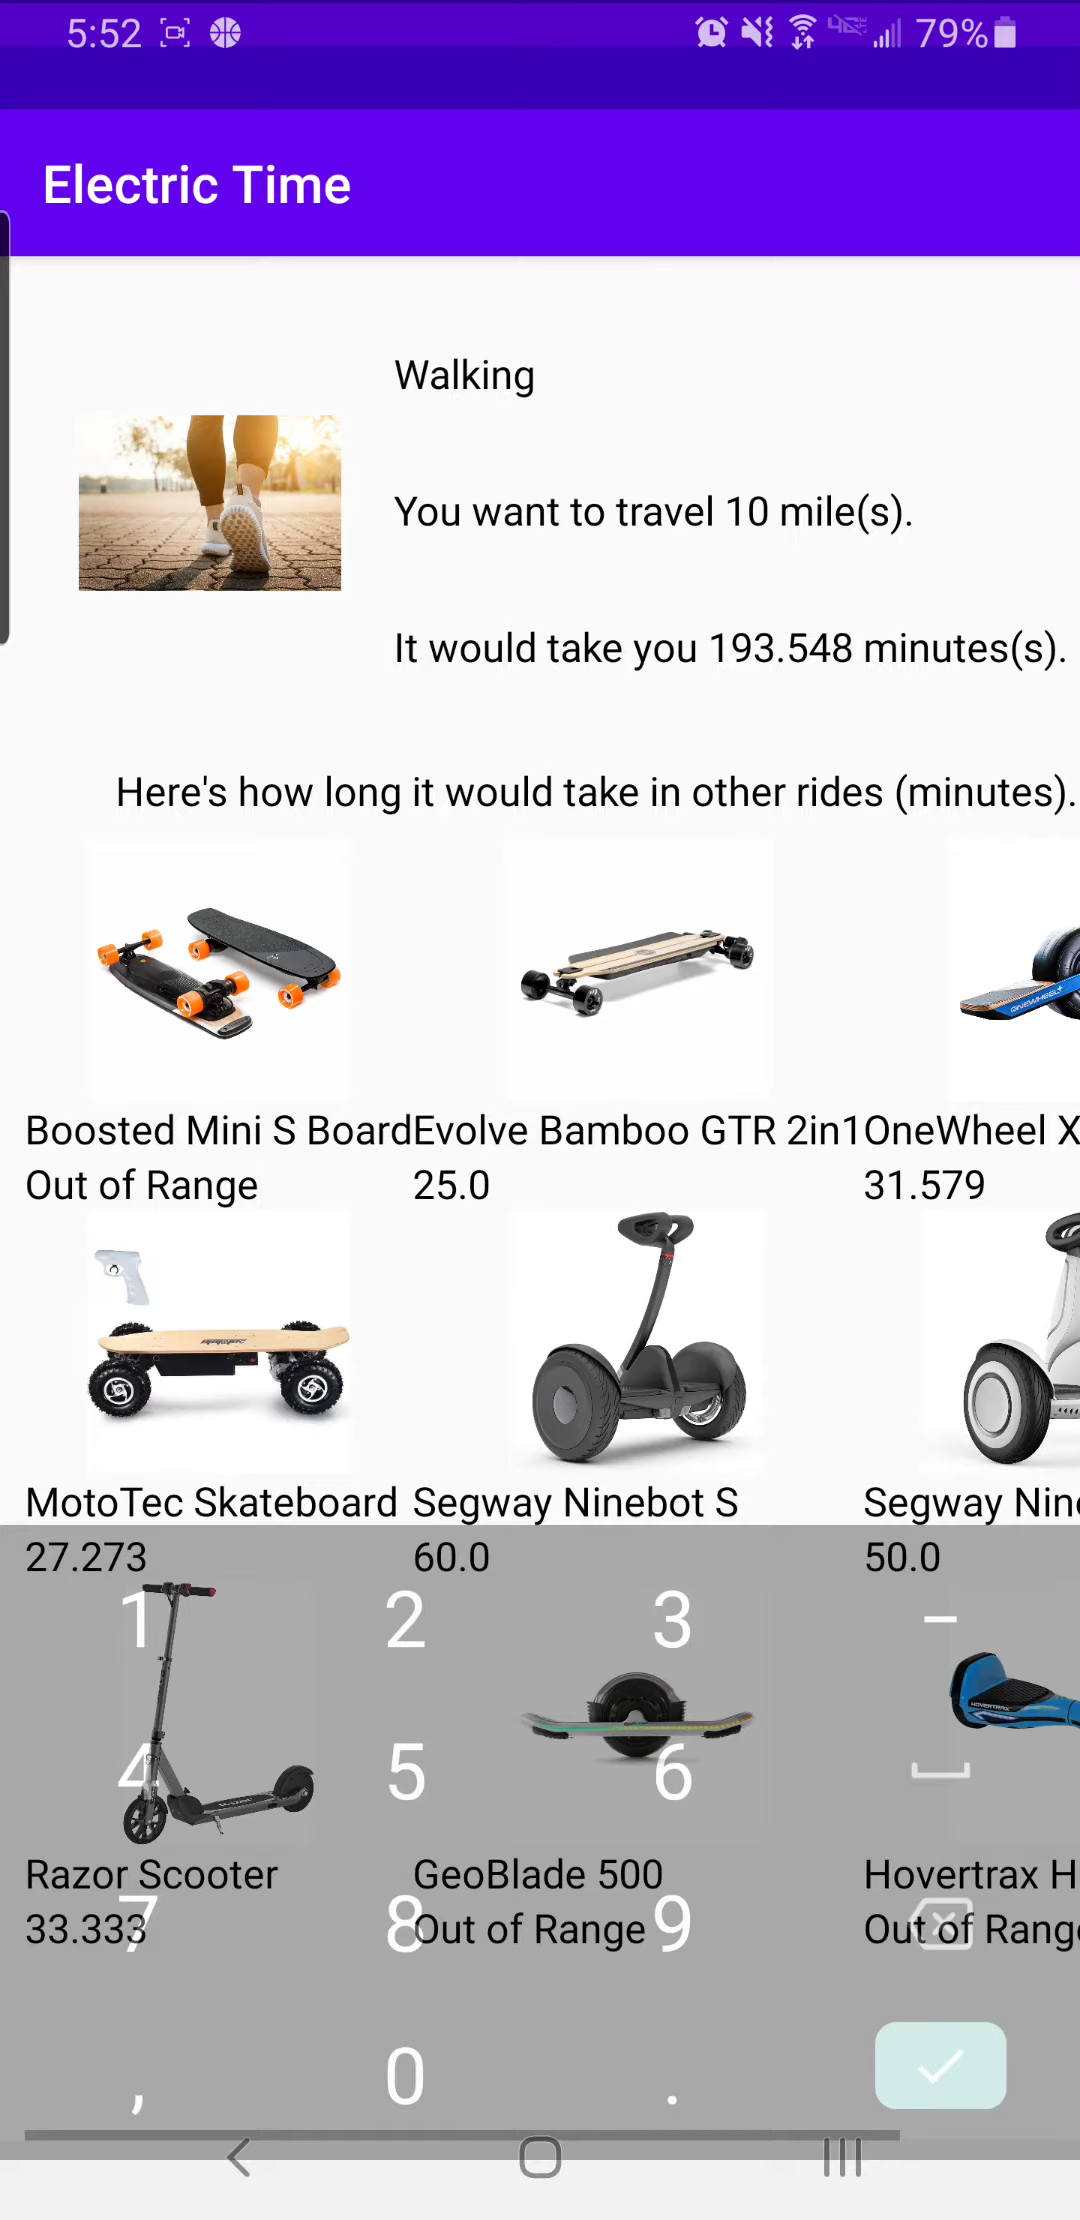 5:52 79%
Electric Time
Walking
You want to travel 10 mile(s).
It would take you 193.548 minutes(s).
Here's how long it would take in other rides (minutes).
ONEWHEEL+
Boosted Mini S Board Evolve Bamboo GTR 2in1 OneWheel X
Out of Range 25.0 31.579
MotoTec Skateboard Segway Ninebot S Segway Nin
27.273 60.0 50.0
1 2 3 –
HOVERTRAX
4 5 6
Razor Scooter GeoBlade 500 Hovertrax H
33.333 Out of Range Out of Rang
7 8 9
, 0 .